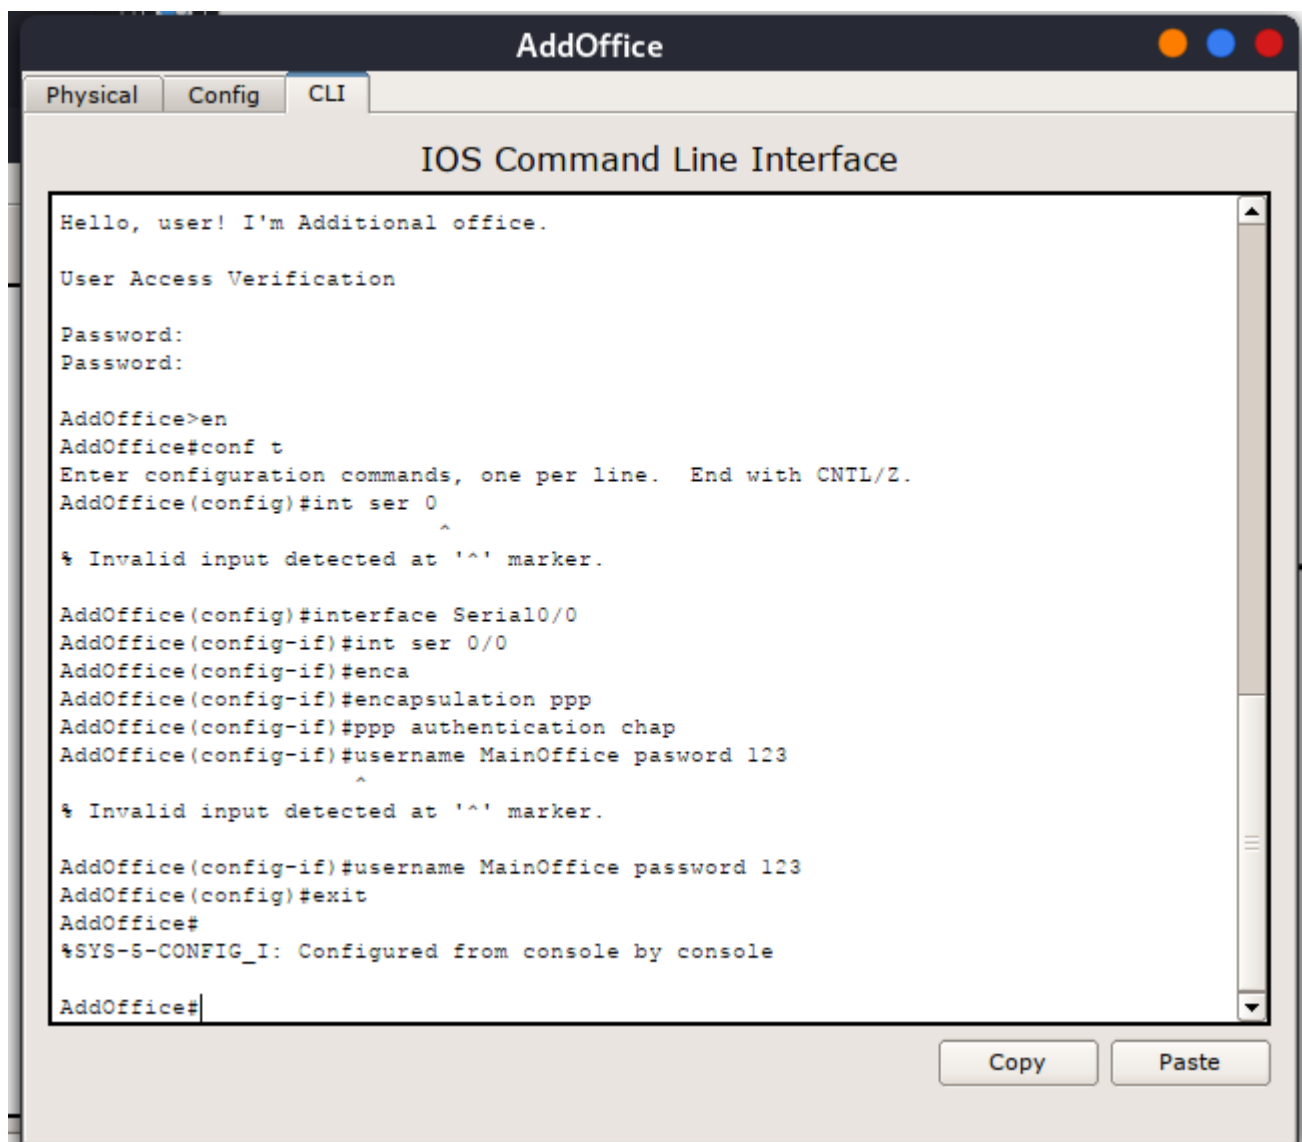 AddOffice
Physical Config CLI
IOS Command Line Interface
Hello, user! I'm Additional office.
User Access Verification
Password:
Password:
AddOffice>en
AddOffice#conf t
Enter configuration commands, one per line.  End with CNTL/Z.
AddOffice(config)#int ser 0
^
% Invalid input detected at '^' marker.
AddOffice(config)#interface Serial0/0
AddOffice(config-if)#int ser 0/0
AddOffice(config-if)#enca
AddOffice(config-if)#encapsulation ppp
AddOffice(config-if)#ppp authentication chap
AddOffice(config-if)#username MainOffice pasword 123
^
% Invalid input detected at '^' marker.
AddOffice(config-if)#username MainOffice password 123
AddOffice(config)#exit
AddOffice#
%SYS-5-CONFIG_I: Configured from console by console
AddOffice#
Copy Paste